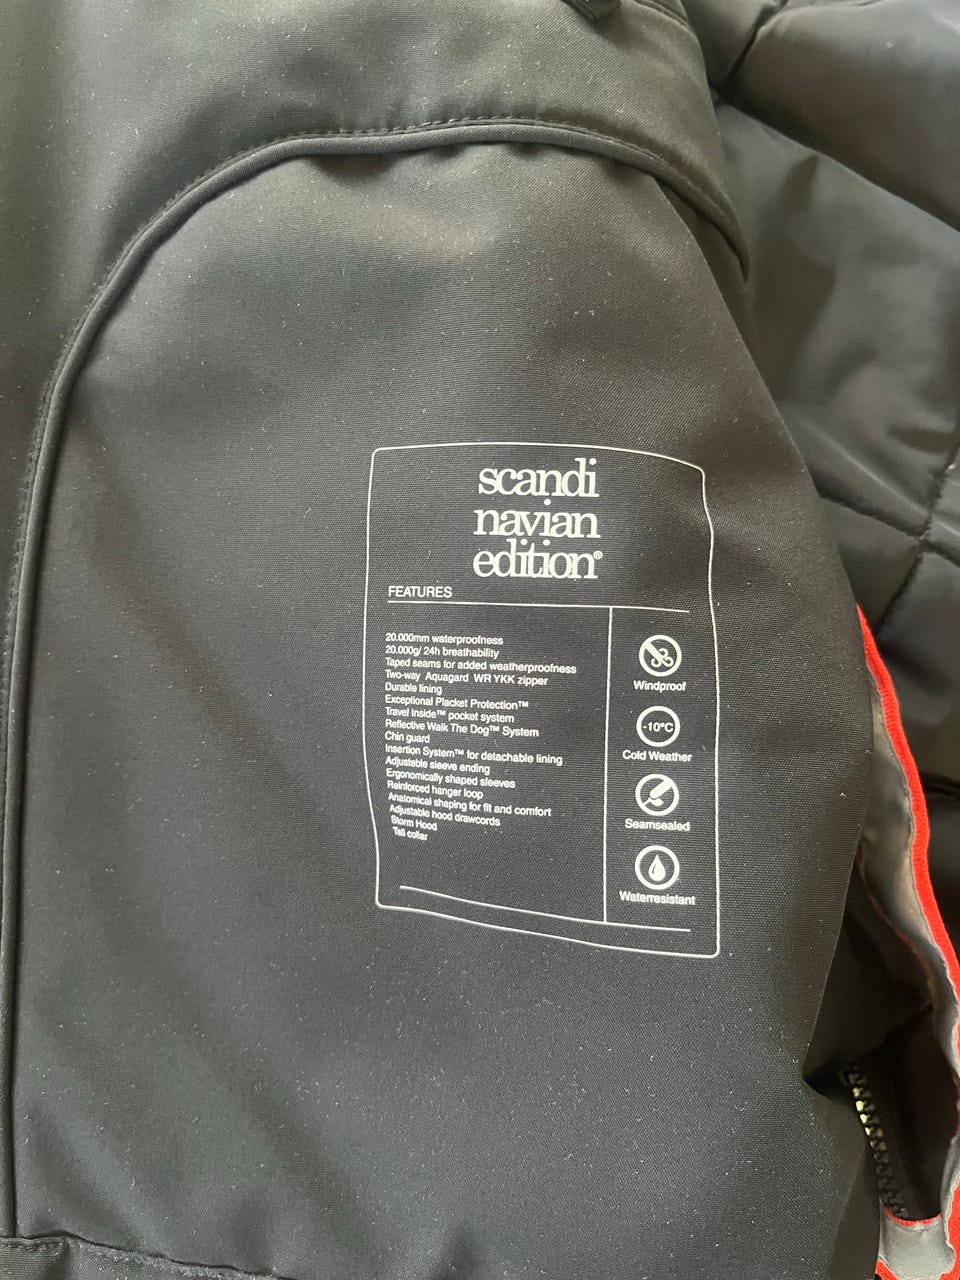 scandi
navian
edition®
FEATURES
20.000mm waterproofness
20.000g/ 24h breathability
Taped seams for added weatherproofness
Two-way Aquagard WR YKK zipper
Durable lining
Exceptional Placket Protection™
Travel Inside™ pocket system
Reflective Walk The Dog™ System
Chin guard
Insertion System™ for detachable lining
Adjustable sleeve ending
Ergonomically shaped sleeves
Reinforced hanger loop
Anatomical shaping for fit and comfort
Adjustable hood drawcords
Storm Hood
Tall collar
Windproof
-10°C
Cold Weather
Seamsealed
Waterresistant